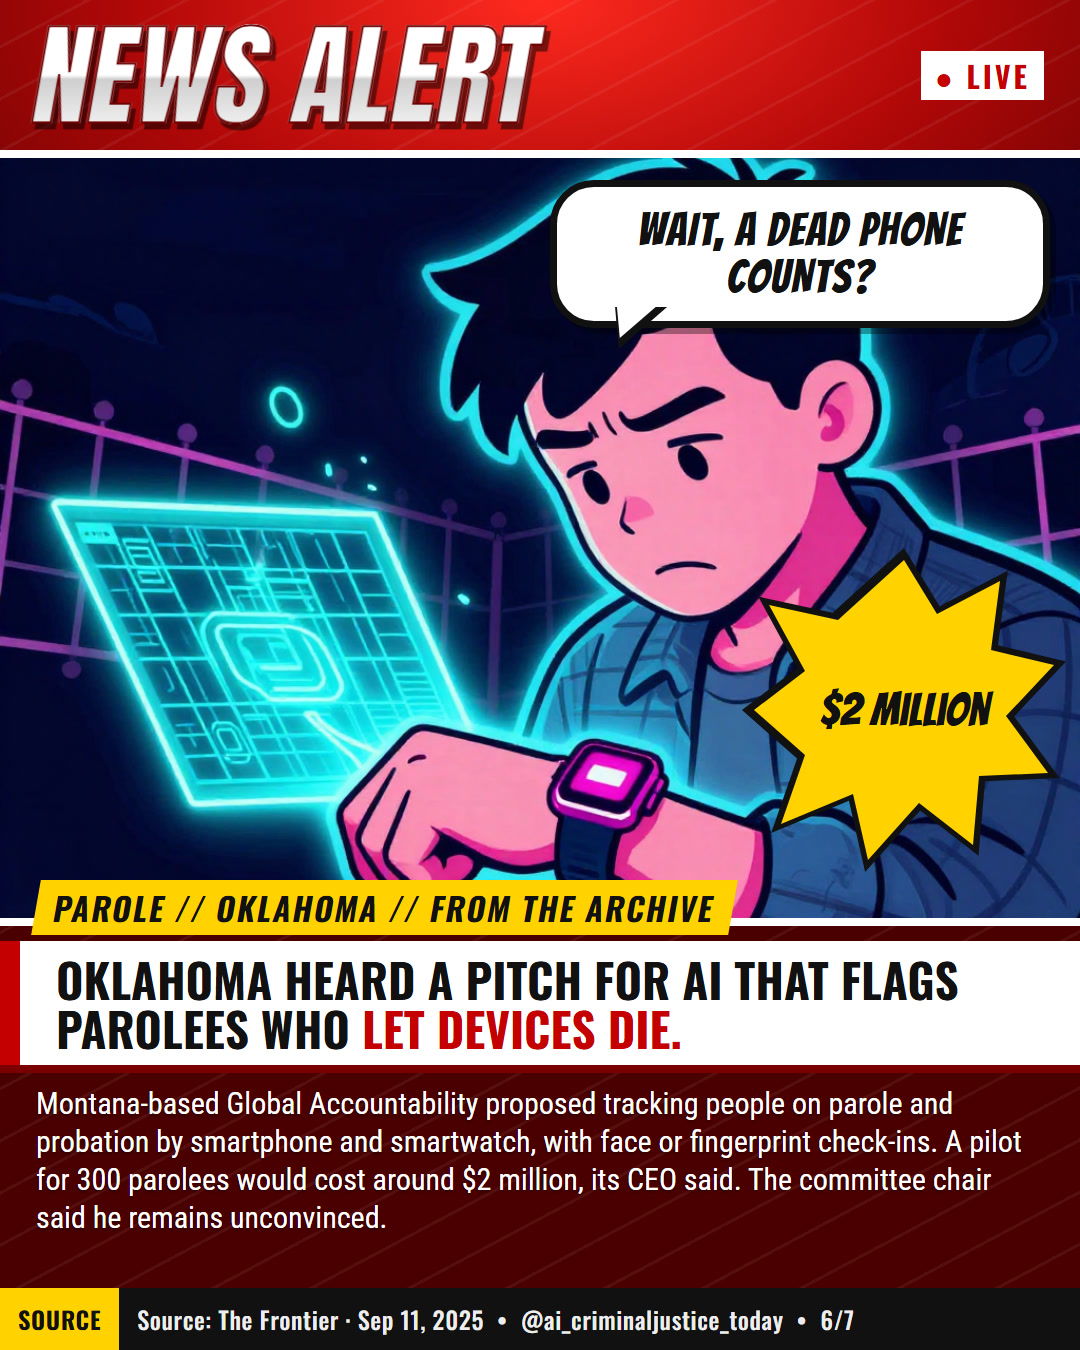 NEWS ALERT
● LIVE
WAIT, A DEAD PHONE
COUNTS?
$2 MILLION
PAROLE // OKLAHOMA // FROM THE ARCHIVE
OKLAHOMA HEARD A PITCH FOR AI THAT FLAGS
PAROLEES WHO LET DEVICES DIE.
Montana-based Global Accountability proposed tracking people on parole and
probation by smartphone and smartwatch, with face or fingerprint check-ins. A pilot
for 300 parolees would cost around $2 million, its CEO said. The committee chair
said he remains unconvinced.
SOURCE
Source: The Frontier · Sep 11, 2025 • @ai_criminaljustice_today • 6/7